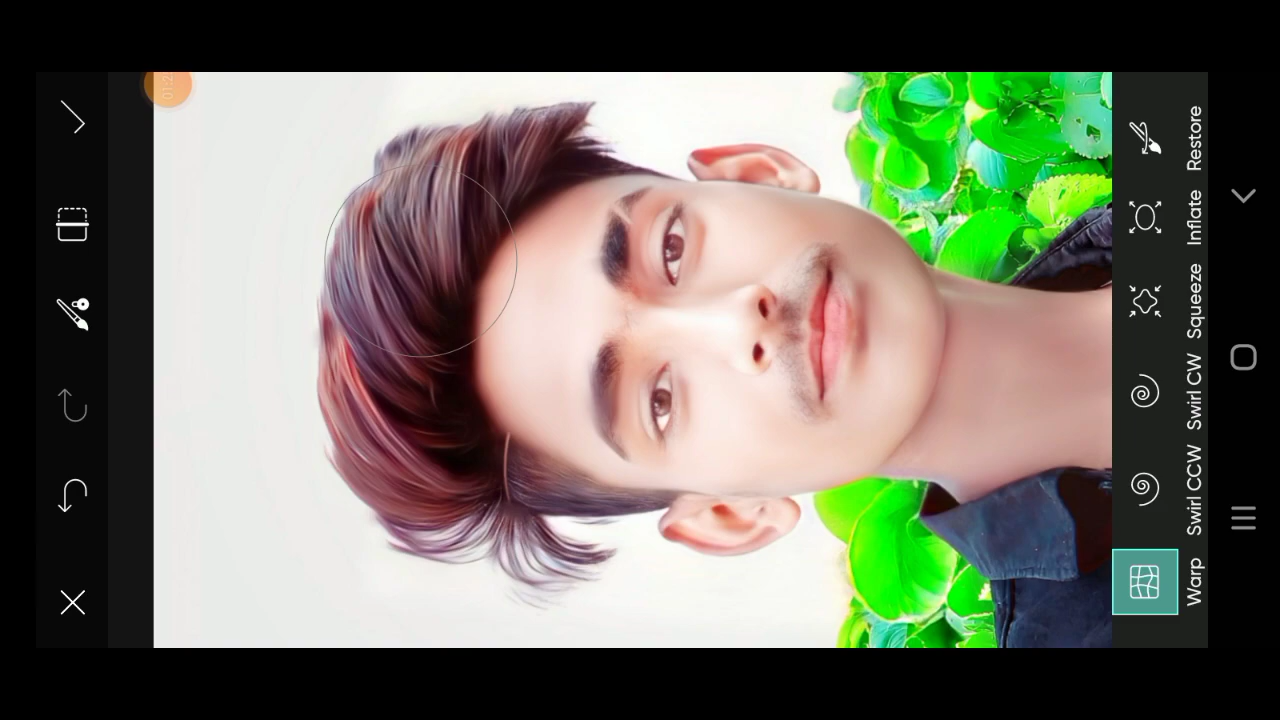 Warp
Swirl CCW
Swirl CW
Squeeze
Inflate
Restore